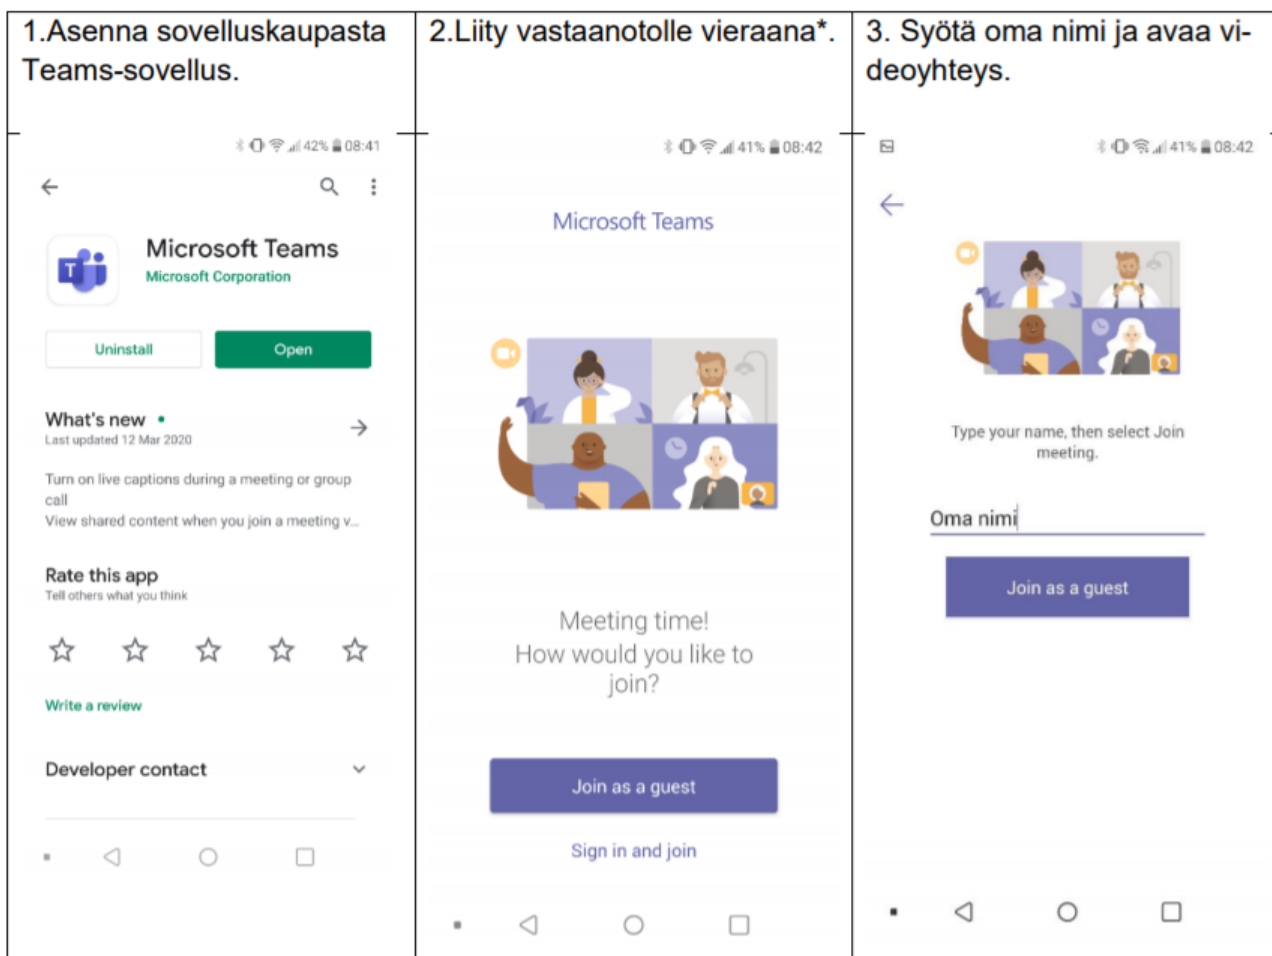 1.Asenna sovelluskaupasta
Teams-sovellus.
42% 08:41
Microsoft Teams
Microsoft Corporation
Uninstall
Open
What's new
Last updated 12 Mar 2020
Turn on live captions during a meeting or group
call
View shared content when you join a meeting v...
Rate this app
Tell others what you think
Write a review
Developer contact
2.Liity vastaanotolle vieraana*.
41% 08:42
Microsoft Teams
Meeting time!
How would you like to
join?
Join as a guest
Sign in and join
3. Syötä oma nimi ja avaa vi-
deoyhteys.
41% 08:42
Type your name, then select Join
meeting.
Oma nimi
Join as a guest